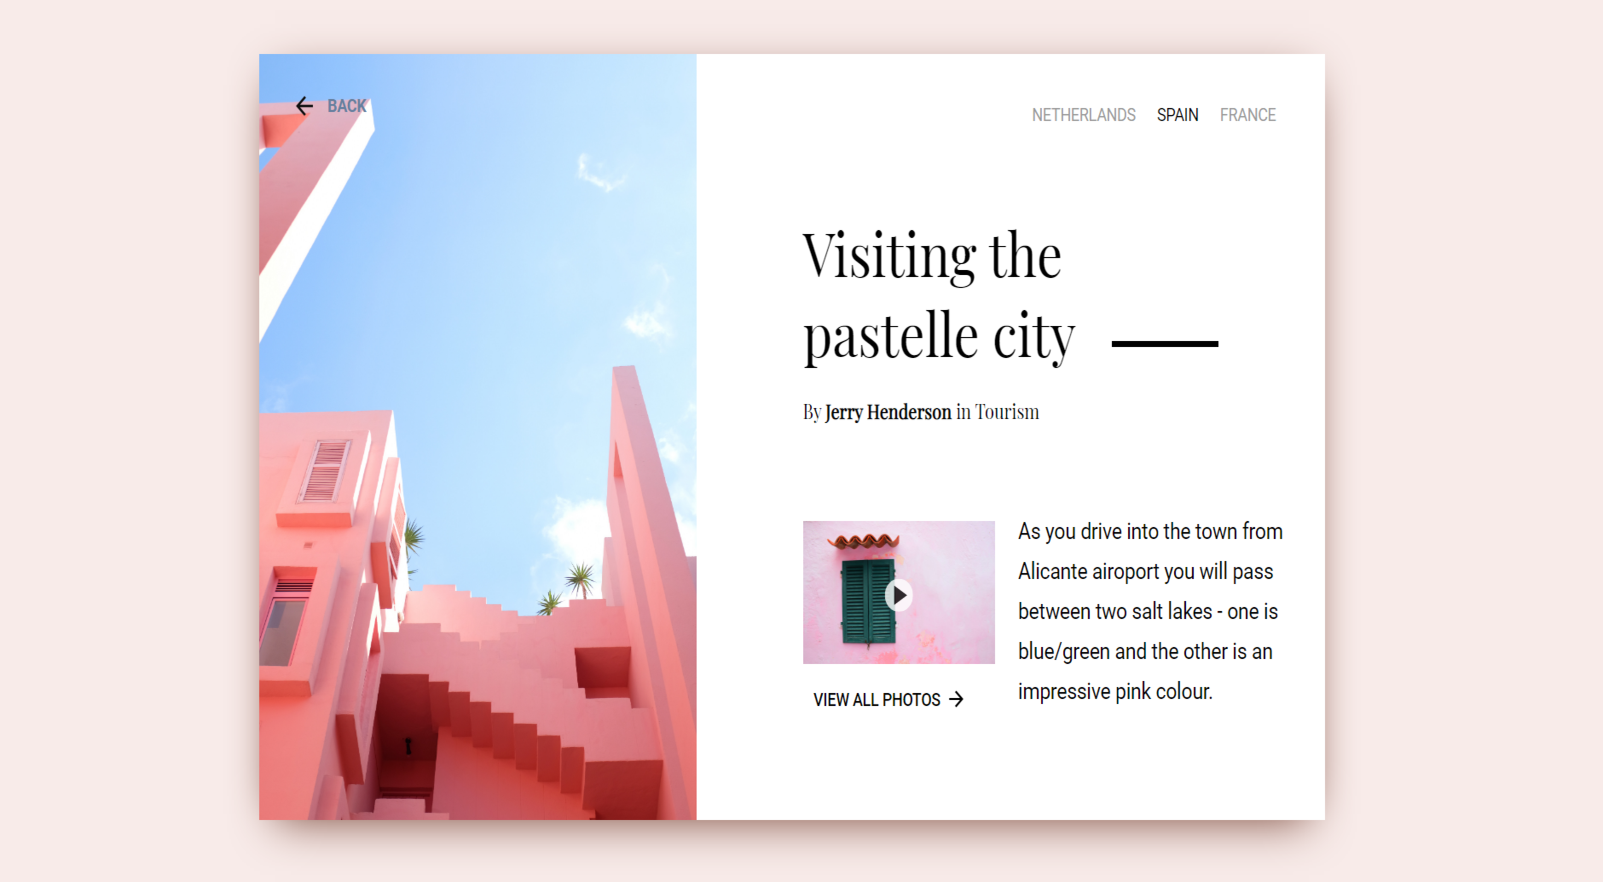 BACK
NETHERLANDS SPAIN FRANCE
Visiting the
pastelle city
By Jerry Henderson in Tourism
As you drive into the town from
Alicante airoport you will pass
between two salt lakes - one is
blue/green and the other is an
impressive pink colour.
VIEW ALL PHOTOS